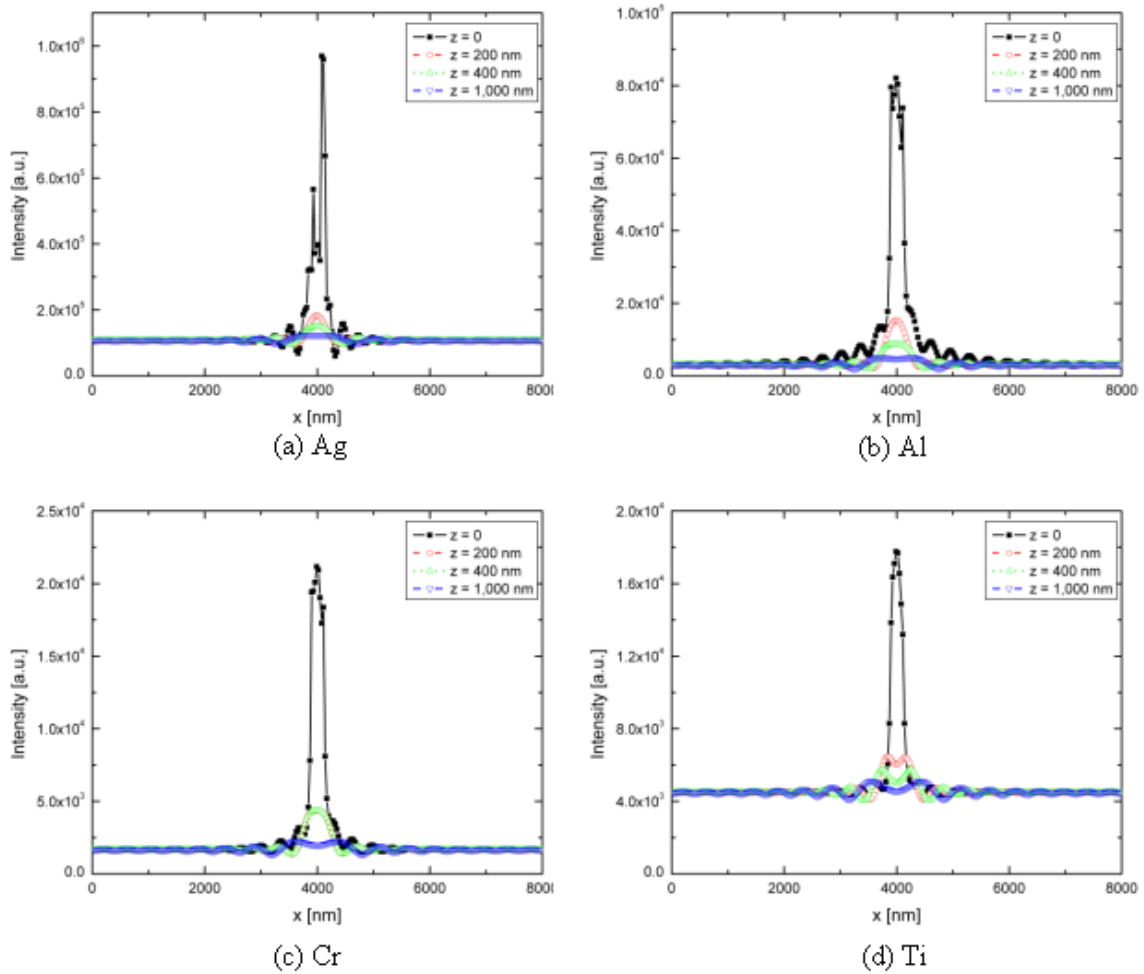 1.0x10⁶
8.0x10⁵
6.0x10⁵
4.0x10⁵
2.0x10⁵
0.0
Intensity [a.u.]
z = 0
z = 200 nm
z = 400 nm
z = 1,000 nm
0 2000 4000 6000 8000
x [nm]
(a) Ag
1.0x10⁵
8.0x10⁴
6.0x10⁴
4.0x10⁴
2.0x10⁴
0.0
Intensity [a.u.]
z = 0
z = 200 nm
z = 400 nm
z = 1,000 nm
0 2000 4000 6000 8000
x [nm]
(b) Al
2.5x10⁴
2.0x10⁴
1.5x10⁴
1.0x10⁴
5.0x10³
0.0
Intensity [a.u.]
z = 0
z = 200 nm
z = 400 nm
z = 1,000 nm
0 2000 4000 6000 8000
x [nm]
(c) Cr
2.0x10⁴
1.6x10⁴
1.2x10⁴
8.0x10³
4.0x10³
0.0
Intensity [a.u.]
z = 0
z = 200 nm
z = 400 nm
z = 1,000 nm
0 2000 4000 6000 8000
x [nm]
(d) Ti